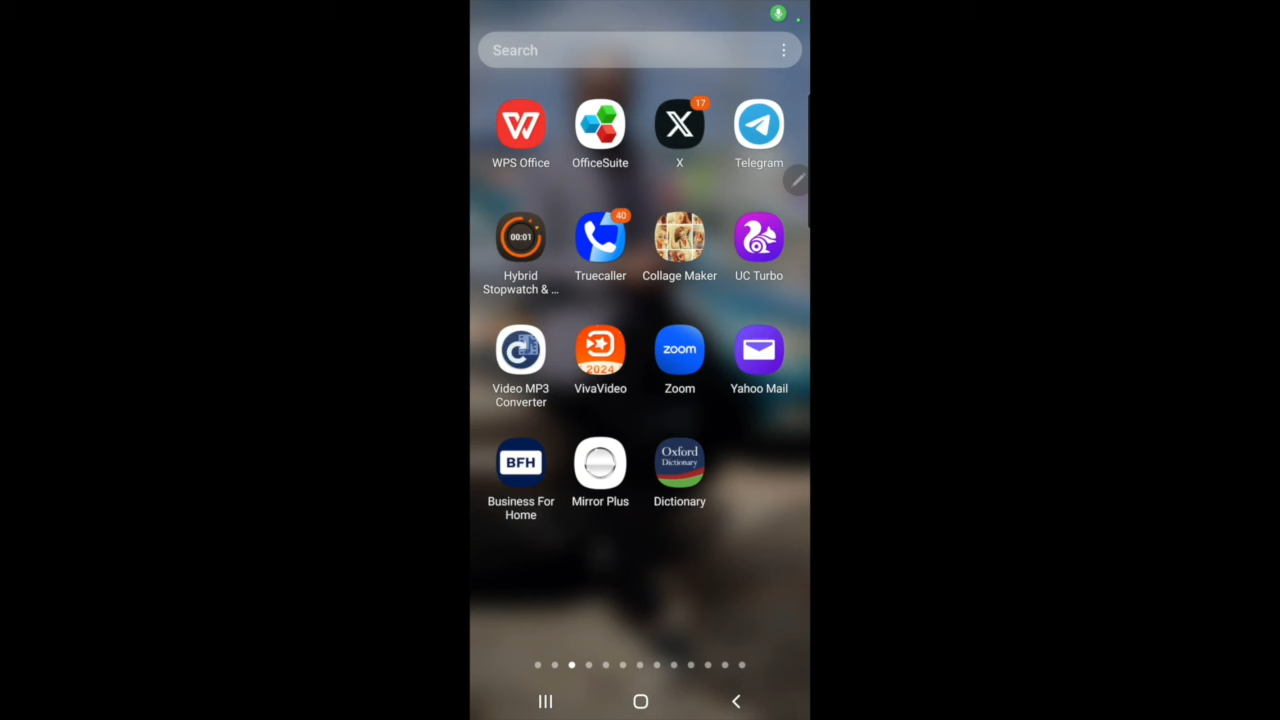 Search
17
WPS Office
OfficeSuite
X
Telegram
00:01
40
Hybrid
Stopwatch & ...
Truecaller
Collage Maker
UC Turbo
2024
zoom
Video MP3
Converter
VivaVideo
Zoom
Yahoo Mail
BFH
Oxford
Dictionary
Business For
Home
Mirror Plus
Dictionary